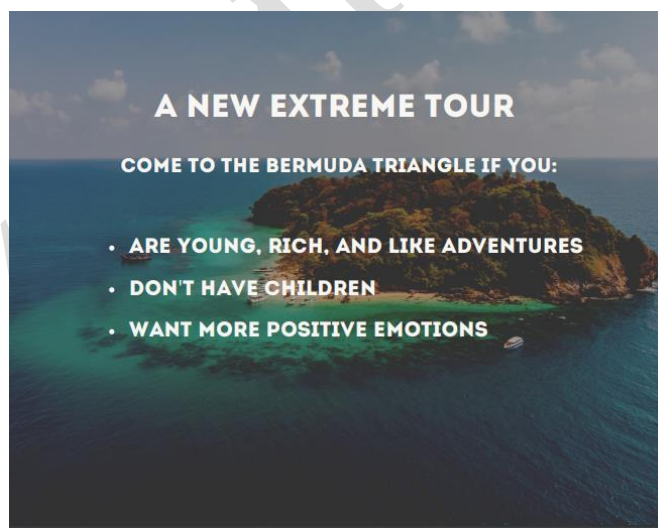 A NEW EXTREME TOUR
COME TO THE BERMUDA TRIANGLE IF YOU:
• ARE YOUNG, RICH, AND LIKE ADVENTURES
• DON'T HAVE CHILDREN
• WANT MORE POSITIVE EMOTIONS